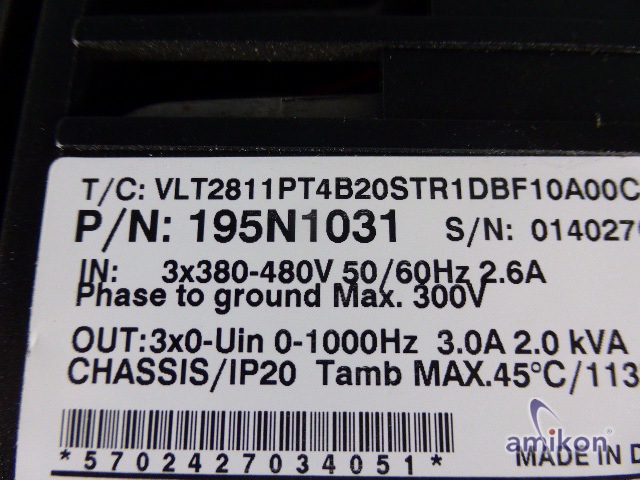 T/C: VLT2811PT4B20STR1DBF10A00C
P/N: 195N1031 S/N: 014027
IN: 3x380-480V 50/60Hz 2.6A
Phase to ground Max. 300V
OUT:3x0-Uin 0-1000Hz 3.0A 2.0 kVA
CHASSIS/IP20 Tamb MAX.45°C/113
*5702427034051*
amikon
MADE IN D